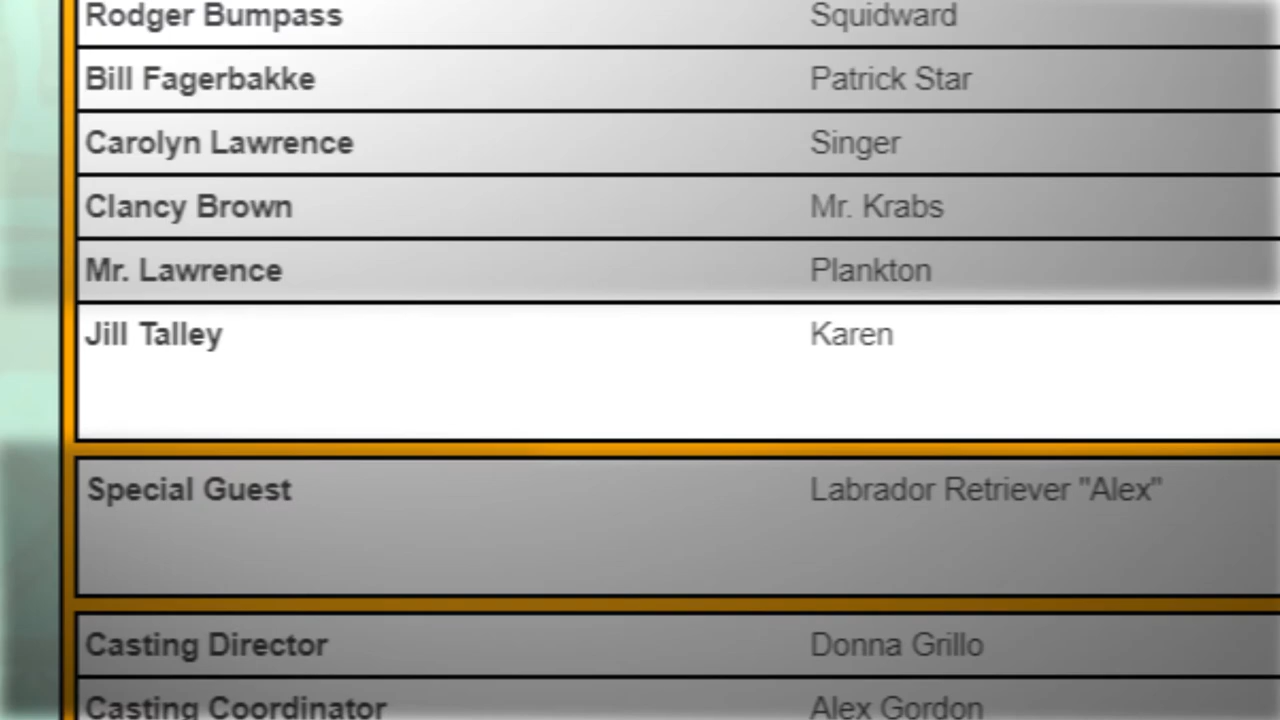 Rodger Bumpass Squidward
Bill Fagerbakke Patrick Star
Carolyn Lawrence Singer
Clancy Brown Mr. Krabs
Mr. Lawrence Plankton
Jill Talley Karen
Special Guest Labrador Retriever "Alex"
Casting Director Donna Grillo
Casting Coordinator Alex Gordon